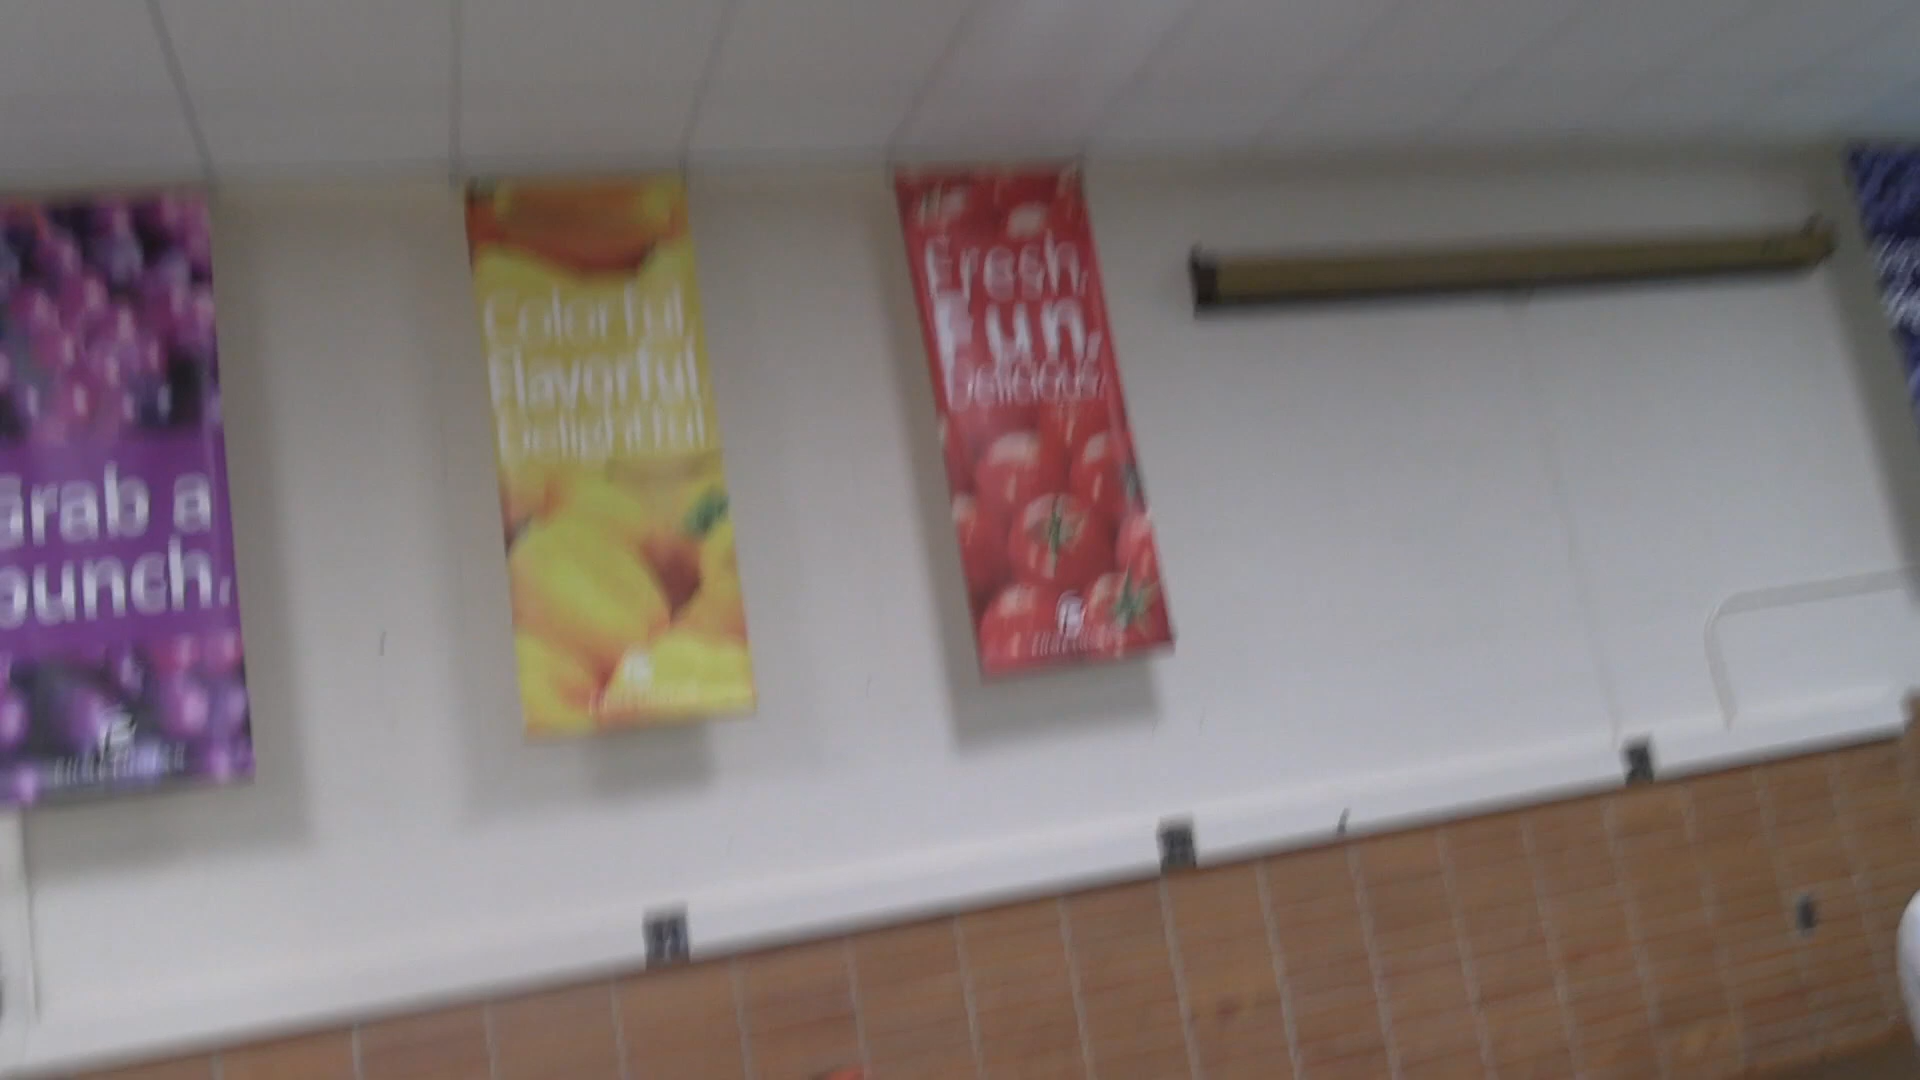 Grab a
bunch.
Colorful.
Flavorful.
Delightful.
Fresh.
Fun.
Delicious.